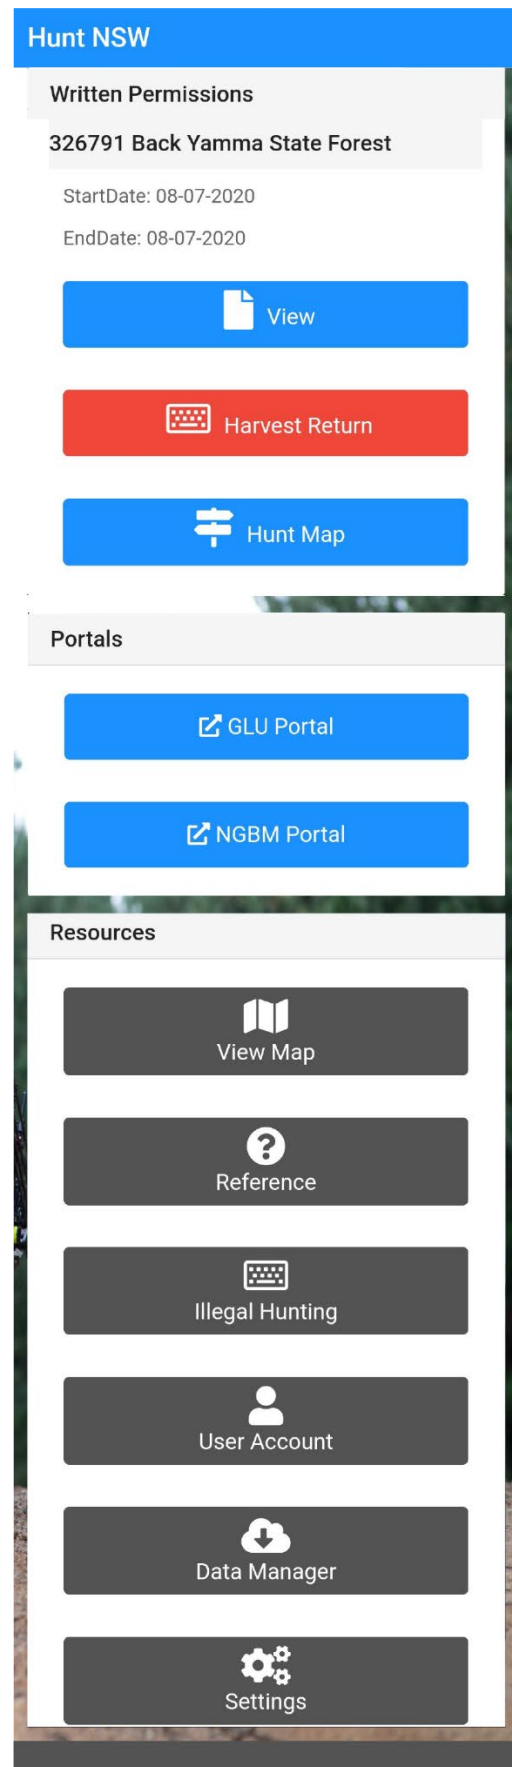 Hunt NSW
Written Permissions
326791 Back Yamma State Forest
StartDate: 08-07-2020
EndDate: 08-07-2020
View
Harvest Return
Hunt Map
Portals
GLU Portal
NGBM Portal
Resources
View Map
Reference
Illegal Hunting
User Account
Data Manager
Settings